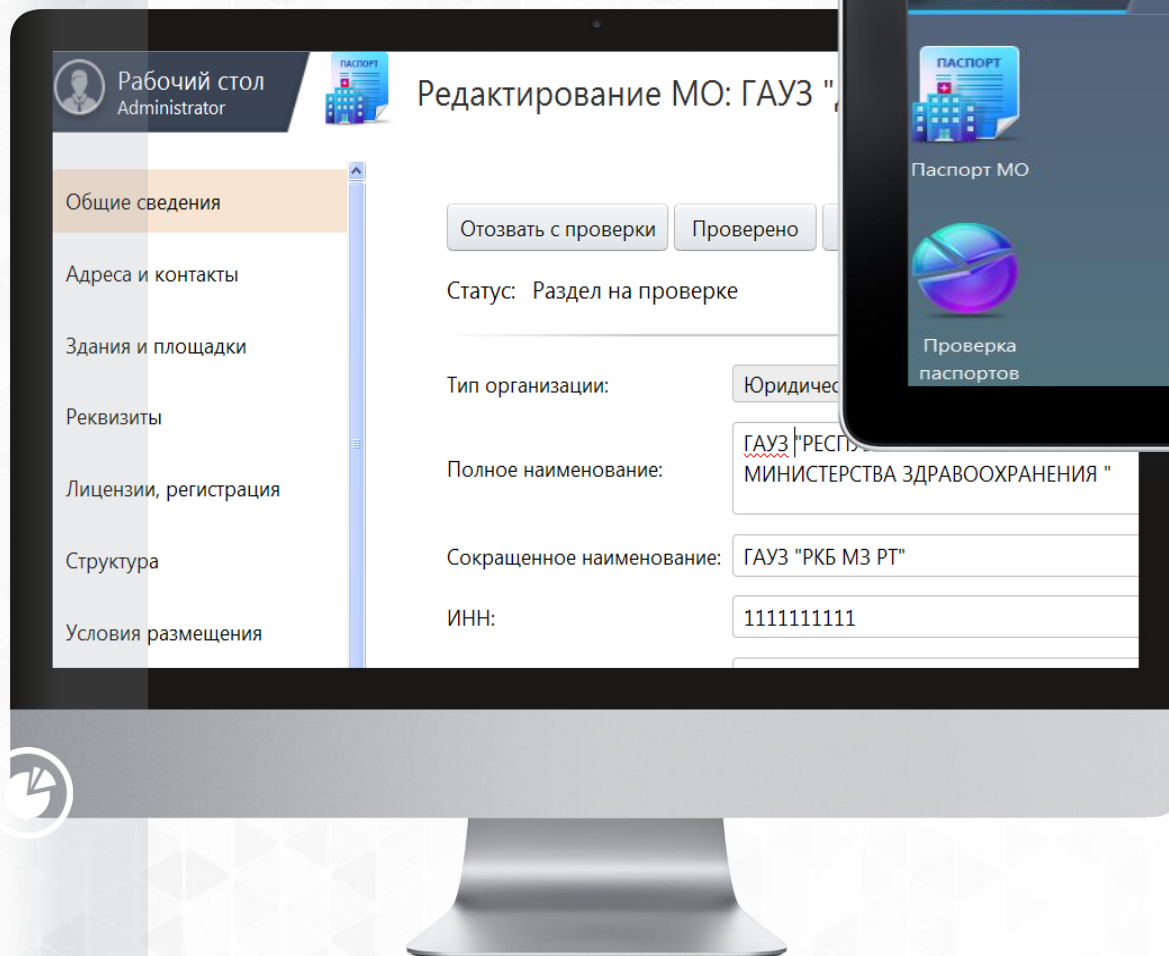 Рабочий стол
Administrator
ПАСПОРТ
Редактирование МО: ГАУЗ "
Общие сведения
Адреса и контакты
Здания и площадки
Реквизиты
Лицензии, регистрация
Структура
Условия размещения
Отозвать с проверки
Проверено
Статус: Раздел на проверке
Тип организации:
Полное наименование:
ГАУЗ
МИНИСТЕРСТВА ЗДРАВООХРАНЕНИЯ "
Сокращенное наименование: ГАУЗ "РКБ МЗ РТ"
ИНН: 1111111111
ПАСПОРТ
Паспорт МО
Проверка
паспортов